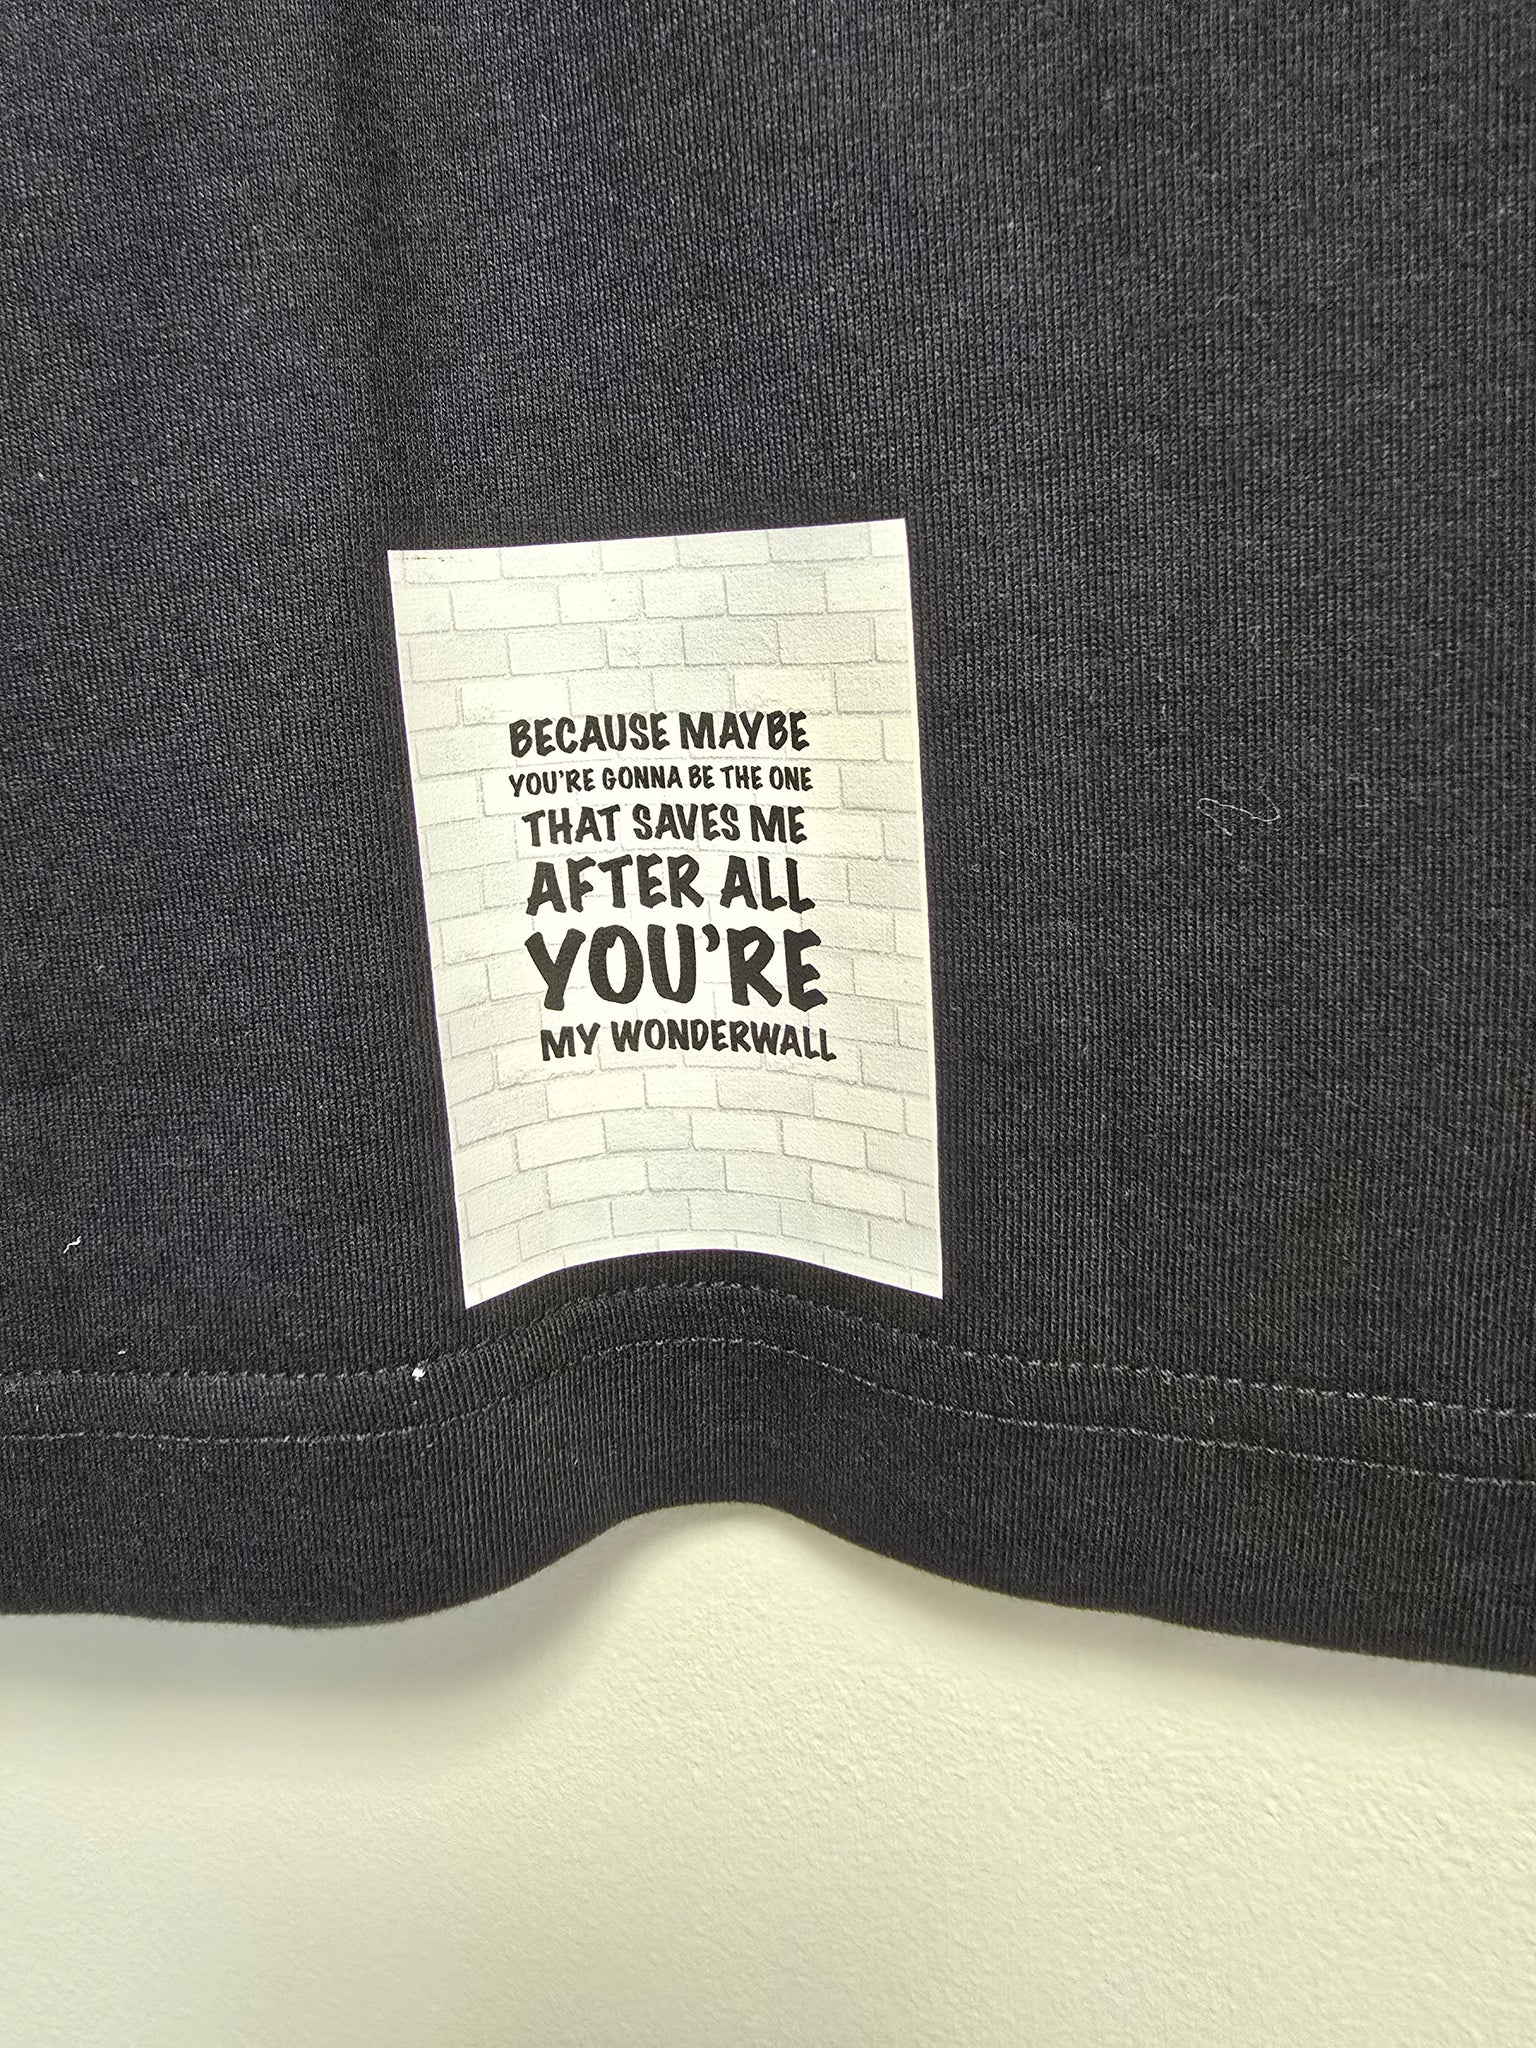 BECAUSE MAYBE
YOU'RE GONNA BE THE ONE
THAT SAVES ME
AFTER ALL
YOU'RE
MY WONDERWALL